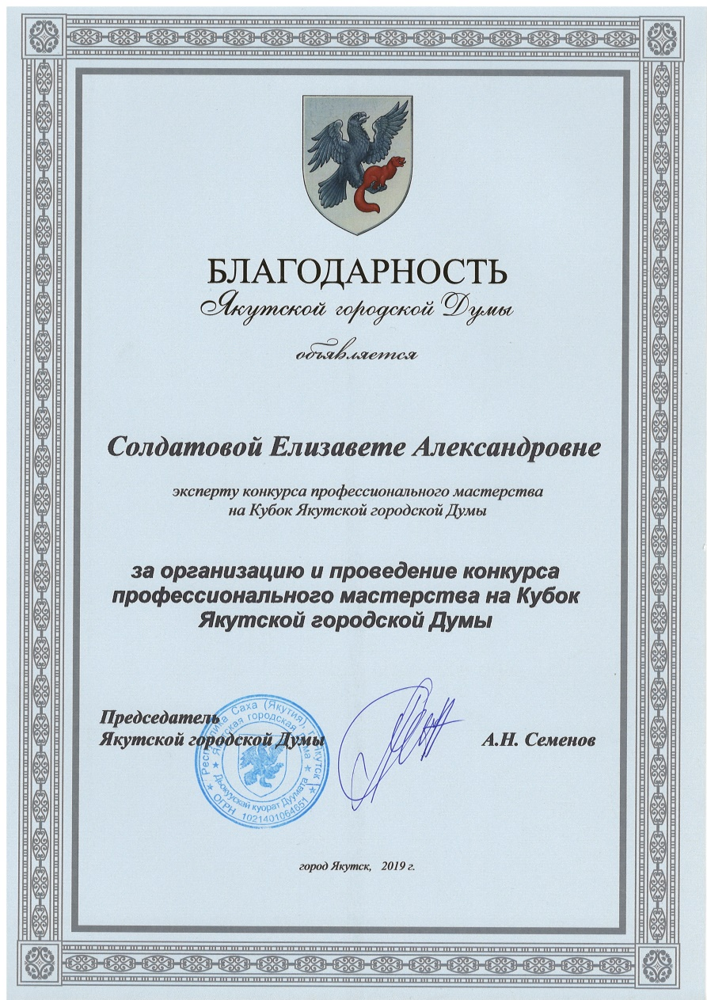 БЛАГОДАРНОСТЬ
Якутской городской Думы
объявляется
Солдатовой Елизавете Александровне
эксперту конкурса профессионального мастерства
на Кубок Якутской городской Думы
за организацию и проведение конкурса
профессионального мастерства на Кубок
Якутской городской Думы
Председатель
Якутской городской Думы
А.Н. Семенов
Республика Саха (Якутия), г. Якутск
Якутская городская Дума
Дьокуускай куорат Дуумата
ОГРН 1021401064651
город Якутск, 2019 г.